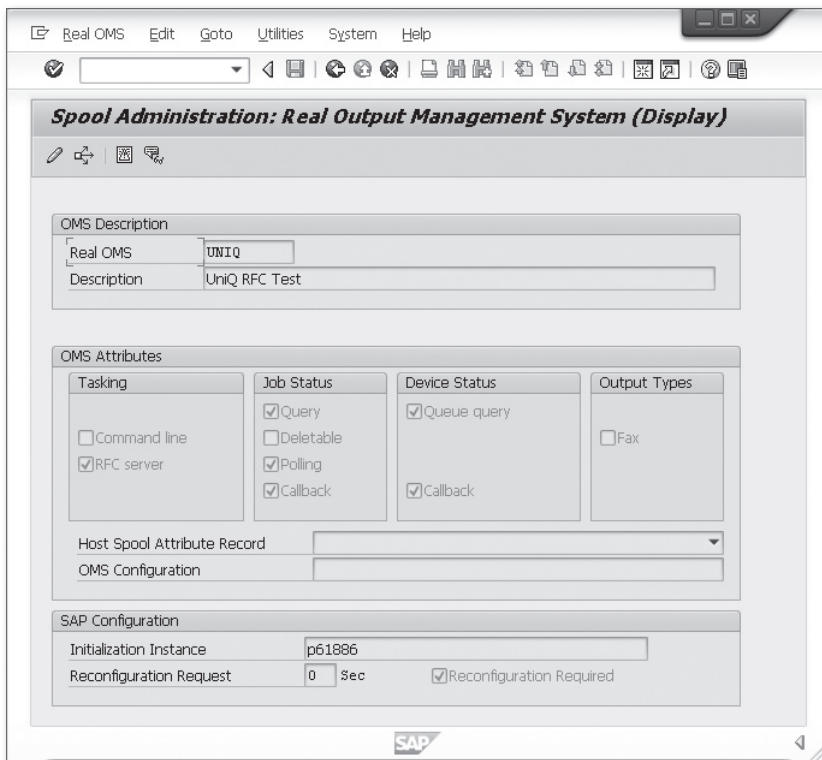 Real OMS Edit Goto Utilities System Help
Spool Administration: Real Output Management System (Display)
OMS Description
Real OMS UNIQ
Description UniQ RFC Test
OMS Attributes
Tasking Job Status Device Status Output Types
Query Queue query
Command line Deletable Fax
RFC server Polling
Callback Callback
Host Spool Attribute Record
OMS Configuration
SAP Configuration
Initialization Instance p61886
Reconfiguration Request 0 Sec Reconfiguration Required
SAP